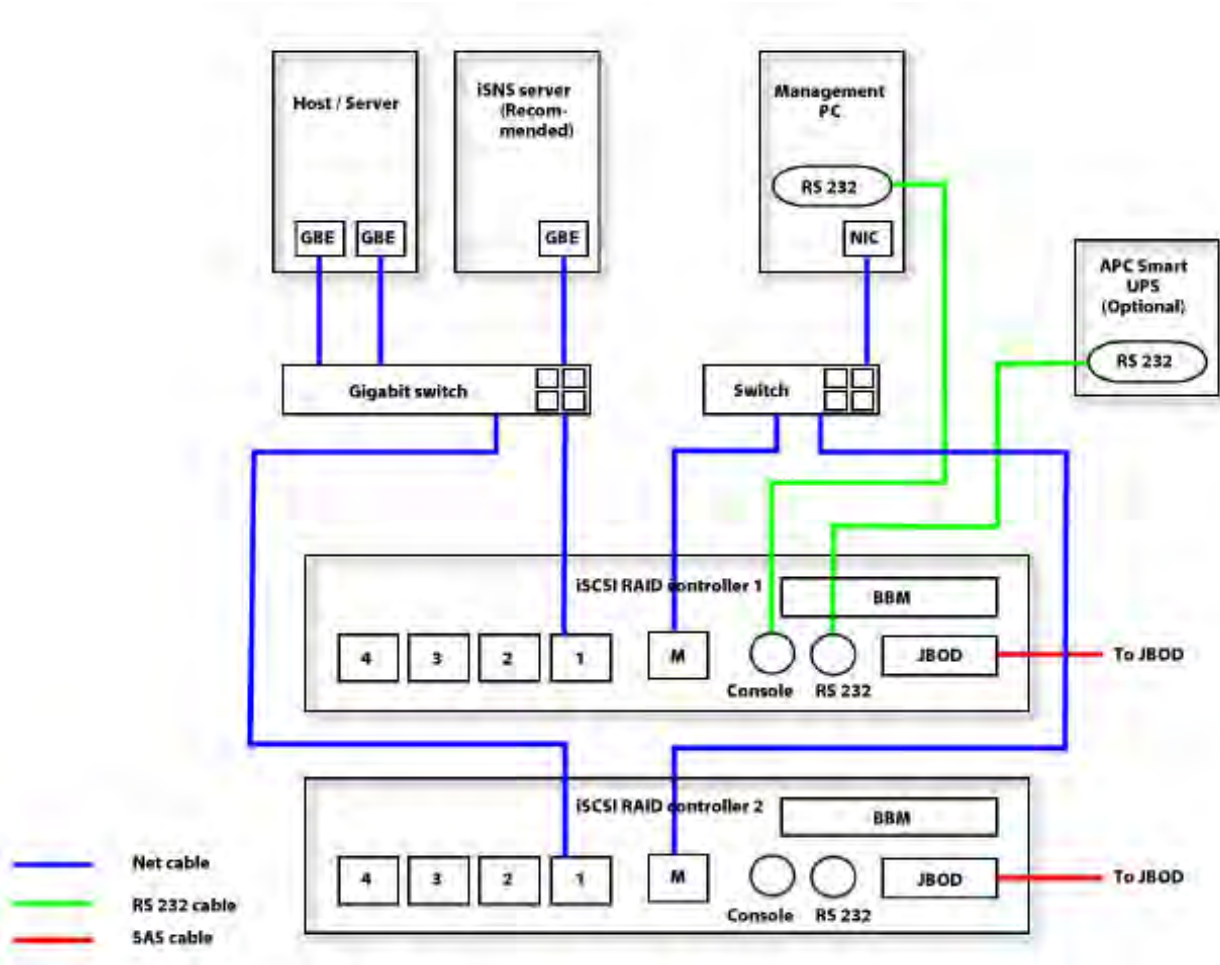 Host / Server
iSNS server
(Recom-
mended)
Management
PC
RS 232
GBE
GBE
GBE
NIC
APC Smart
UPS
(Optional)
RS 232
Gigabit switch
Switch
iSCSI RAID controller 1
BBM
4
3
2
1
M
JBOD
To JBOD
Console
RS 232
iSCSI RAID controller 2
BBM
4
3
2
1
M
JBOD
To JBOD
Console
RS 232
Net cable
RS 232 cable
SAS cable